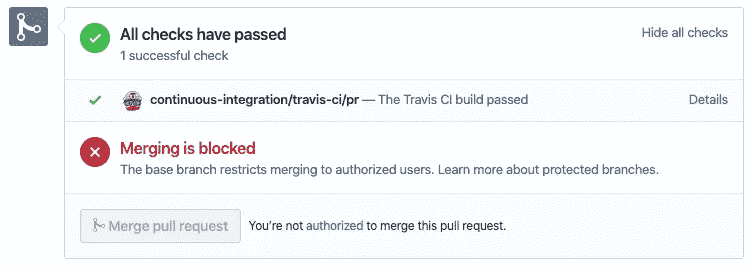 All checks have passed
Hide all checks
1 successful check
continuous-integration/travis-ci/pr — The Travis CI build passed
Details
Merging is blocked
The base branch restricts merging to authorized users. Learn more about protected branches.
Merge pull request
You're not authorized to merge this pull request.